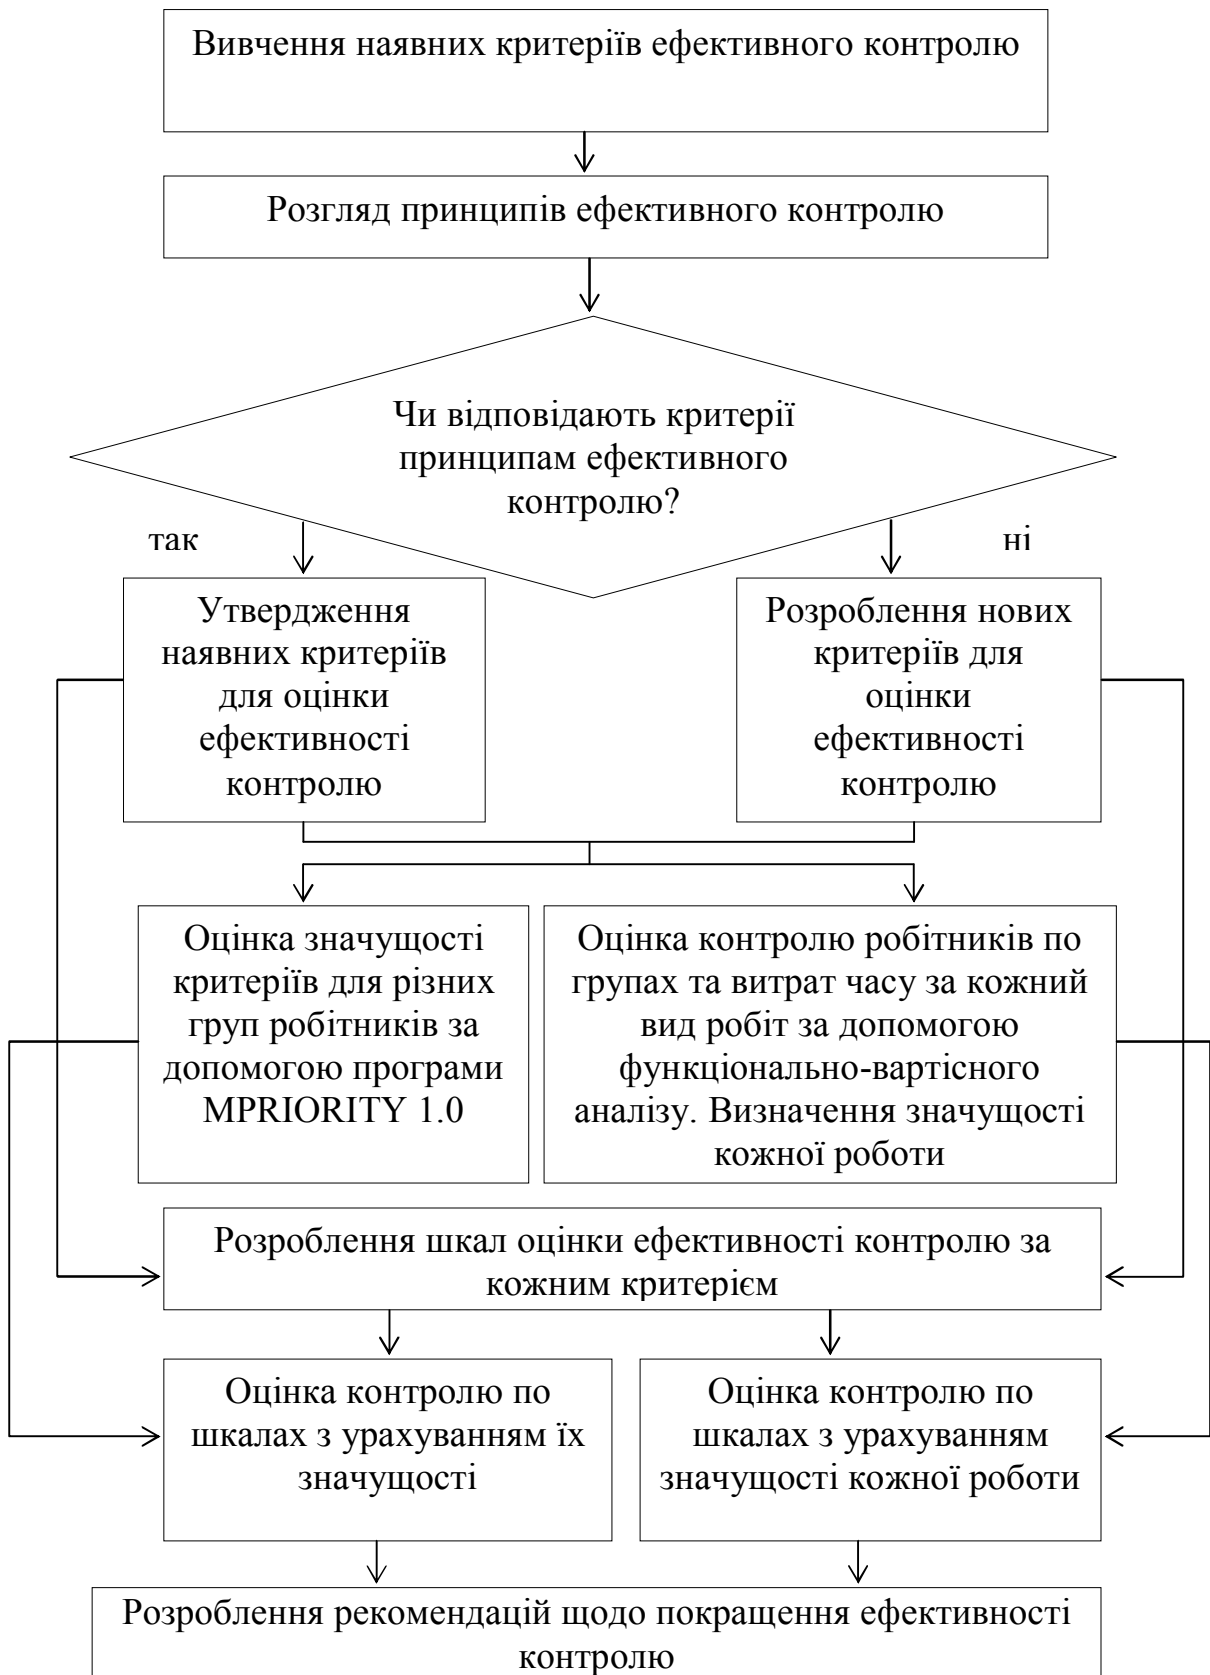 Вивчення наявних критеріїв ефективного контролю
Розгляд принципів ефективного контролю
Чи відповідають критерії
принципам ефективного
контролю?
так
ні
Утвердження
наявних критеріїв
для оцінки
ефективності
контролю
Розроблення нових
критеріїв для
оцінки
ефективності
контролю
Оцінка значущості
критеріїв для різних
груп робітників за
допомогою програми
MPRIORITY 1.0
Оцінка контролю робітників по
групах та витрат часу за кожний
вид робіт за допомогою
функціонально-вартісного
аналізу. Визначення значущості
кожної роботи
Розроблення шкал оцінки ефективності контролю за
кожним критерієм
Оцінка контролю по
шкалах з урахуванням їх
значущості
Оцінка контролю по
шкалах з урахуванням
значущості кожної роботи
Розроблення рекомендацій щодо покращення ефективності
контролю